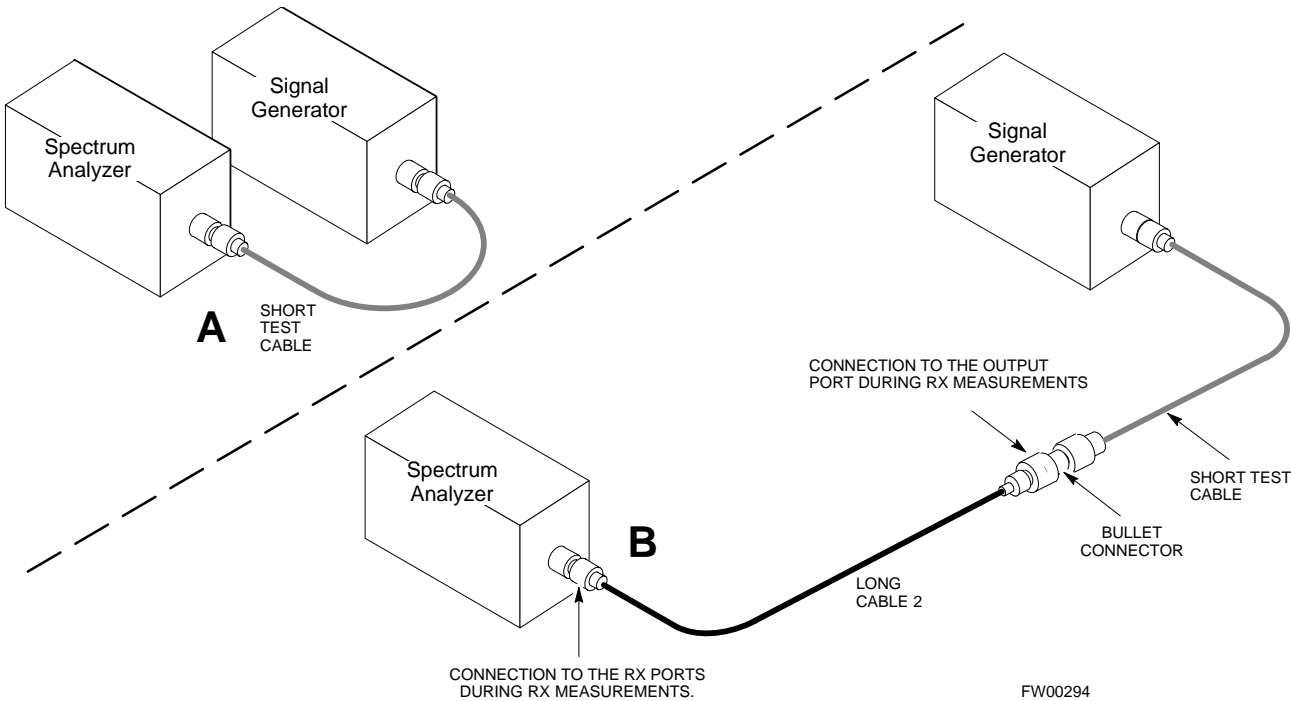 Signal
Generator
Spectrum
Analyzer
A
SHORT
TEST
CABLE
Signal
Generator
CONNECTION TO THE OUTPUT
PORT DURING RX MEASUREMENTS
SHORT TEST
CABLE
BULLET
CONNECTOR
Spectrum
Analyzer
B
LONG
CABLE 2
CONNECTION TO THE RX PORTS
DURING RX MEASUREMENTS.
FW00294